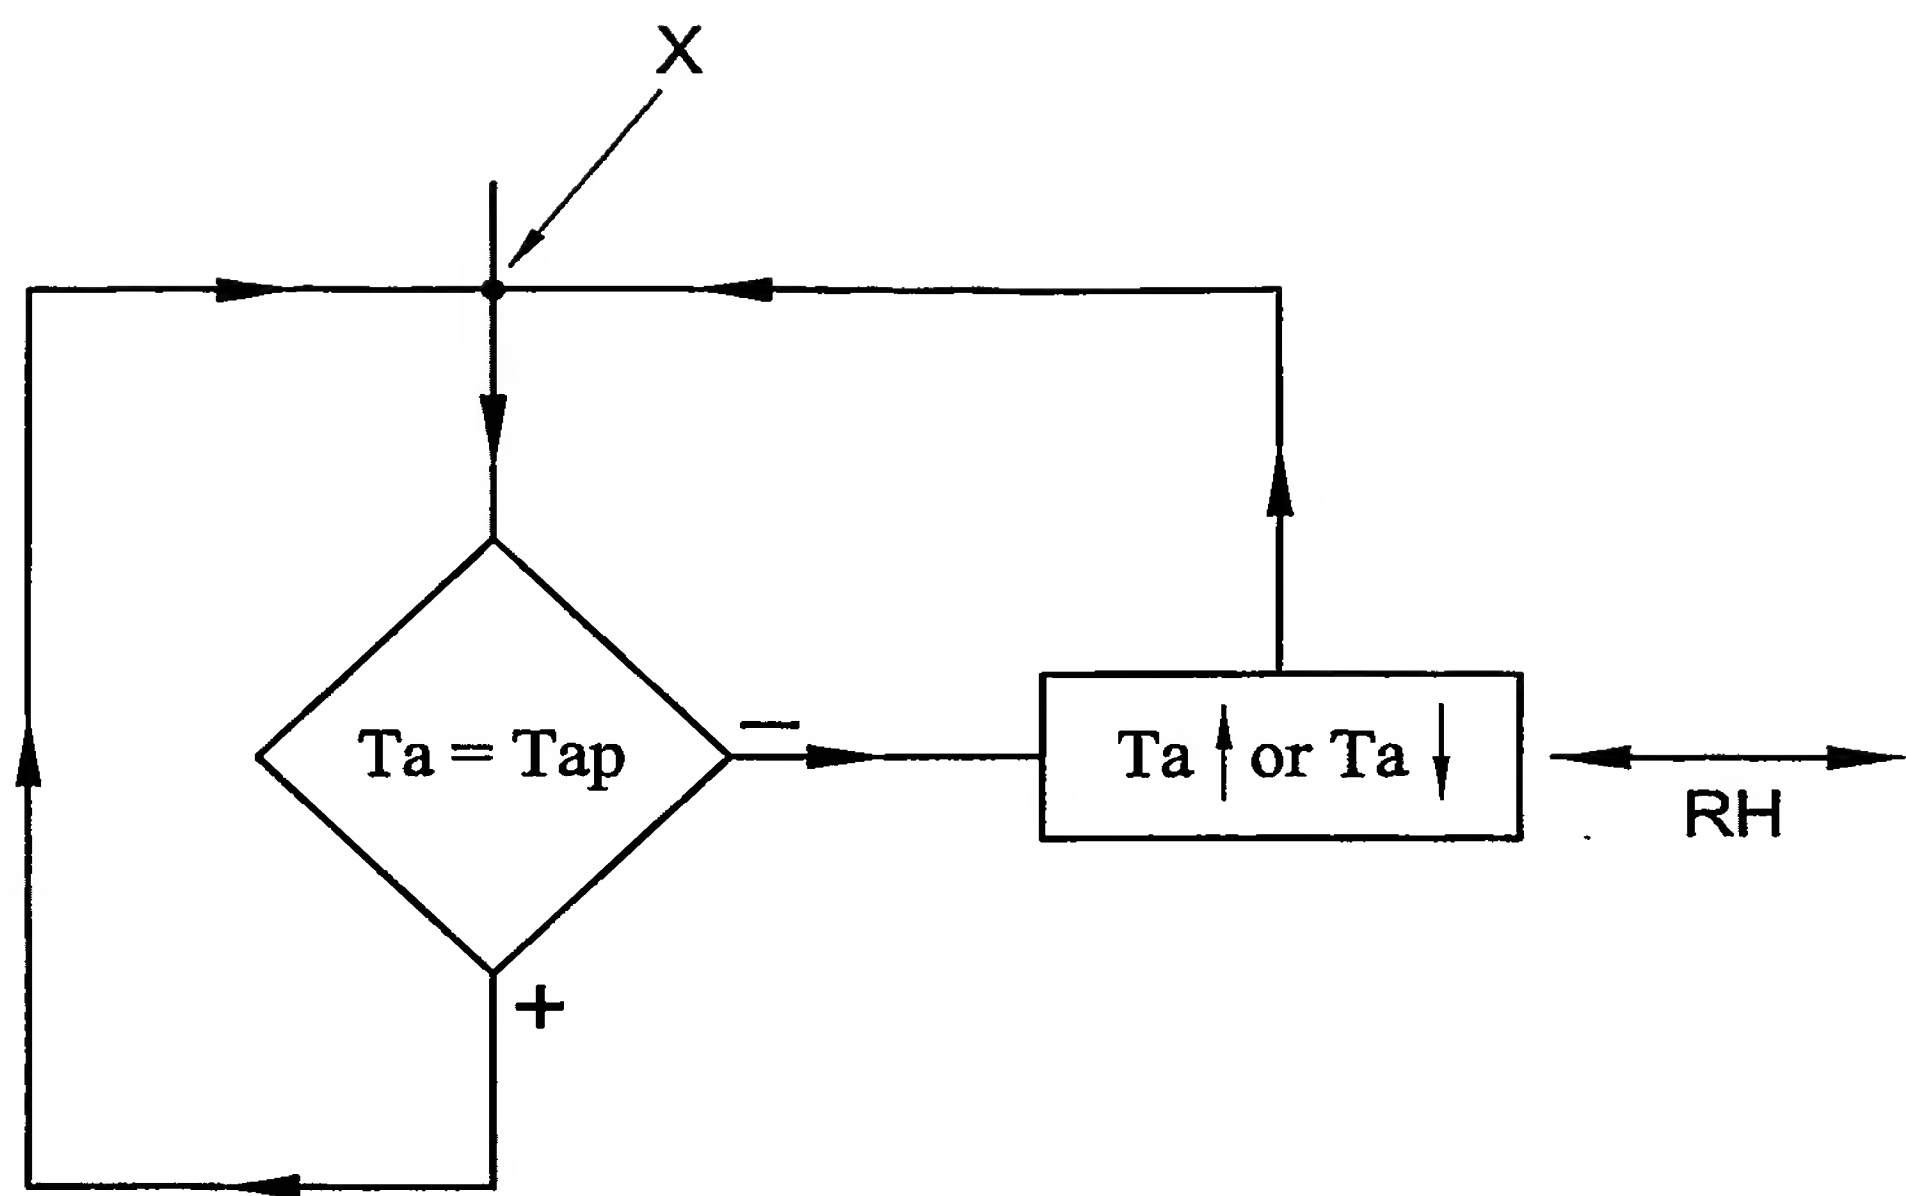 X
Ta = Tap
−
Ta ↑ or Ta ↓
RH
+